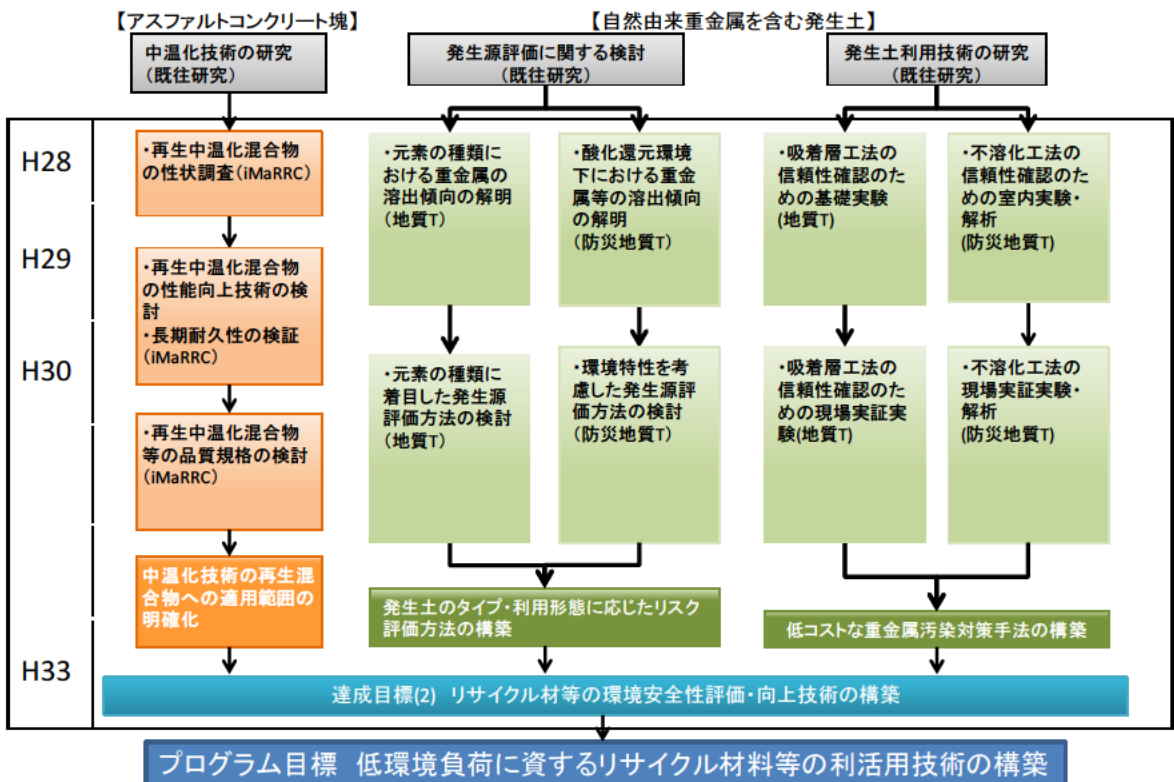 【アスファルトコンクリート塊】
【自然由来重金属を含む発生土】
中温化技術の研究
(既往研究)
発生源評価に関する検討
(既往研究)
発生土利用技術の研究
(既往研究)
H28
H29
H30
H33
・再生中温化混合物
の性状調査(iMaRRC)
・再生中温化混合物
の性能向上技術の検
討
・長期耐久性の検証
(iMaRRC)
・再生中温化混合物
等の品質規格の検討
(iMaRRC)
中温化技術の再生混
合物への適用範囲の
明確化
・元素の種類に
おける重金属の
溶出傾向の解明
(地質T)
・元素の種類に
着目した発生源
評価方法の検討
(地質T)
・酸化還元環境
下における重金
属等の溶出傾向
の解明
(防災地質T)
・環境特性を考
慮した発生源評
価方法の検討
(防災地質T)
発生土のタイプ・利用形態に応じたリスク
評価方法の構築
・吸着層工法の
信頼性確認のた
めの基礎実験
(地質T)
・吸着層工法の
信頼性確認のた
めの現場実証実
験(地質T)
・不溶化工法の
信頼性確認のた
めの室内実験・
解析
(防災地質T)
・不溶化工法の
現場実証実験・
解析
(防災地質T)
低コストな重金属汚染対策手法の構築
達成目標(2) リサイクル材等の環境安全性評価・向上技術の構築
プログラム目標 低環境負荷に資するリサイクル材料等の利活用技術の構築